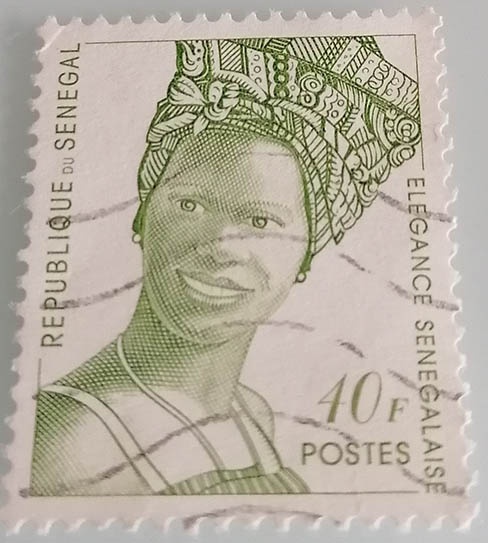 REPUBLIQUE DU SENEGAL
ELEGANCE SENEGALAISE
40F
POSTES